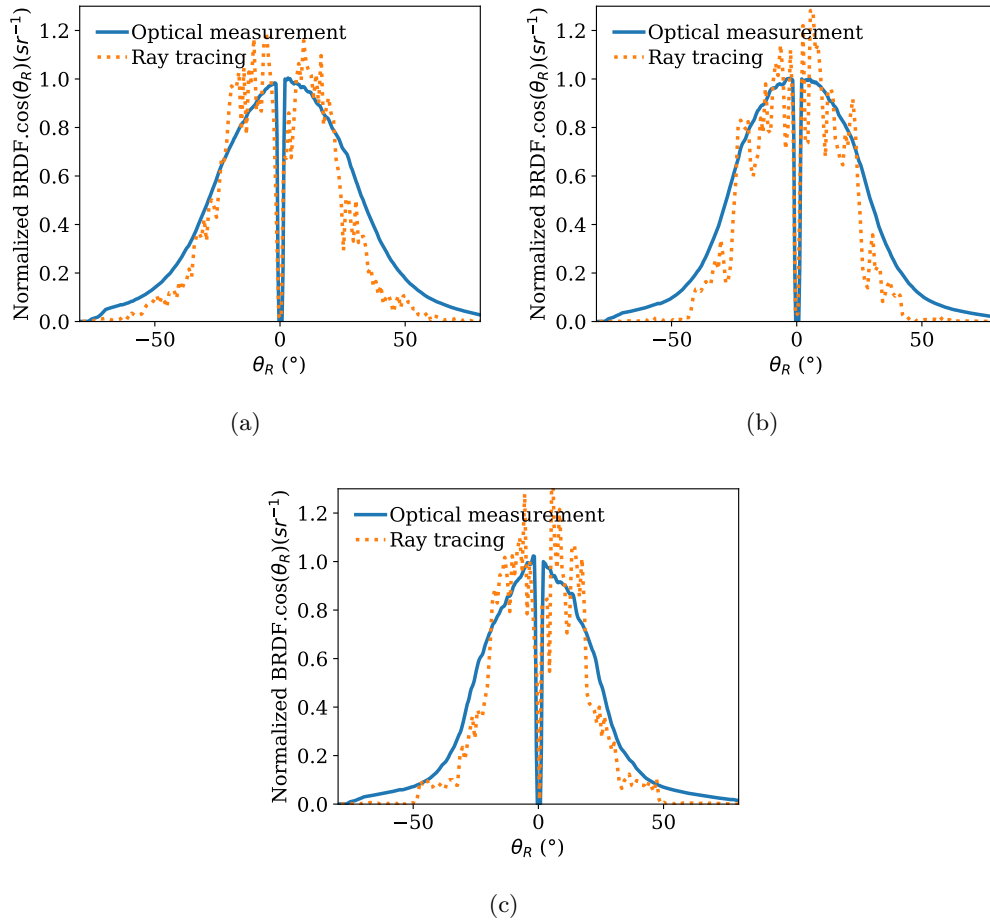 Normalized BRDF.cos(θ_R)(sr⁻¹)
1.2
1.0
0.8
0.6
0.4
0.2
0.0
Optical measurement
Ray tracing
−50
0
50
θ_R (°)
(a)
Normalized BRDF.cos(θ_R)(sr⁻¹)
1.2
1.0
0.8
0.6
0.4
0.2
0.0
Optical measurement
Ray tracing
−50
0
50
θ_R (°)
(b)
Normalized BRDF.cos(θ_R)(sr⁻¹)
1.2
1.0
0.8
0.6
0.4
0.2
0.0
Optical measurement
Ray tracing
−50
0
50
θ_R (°)
(c)